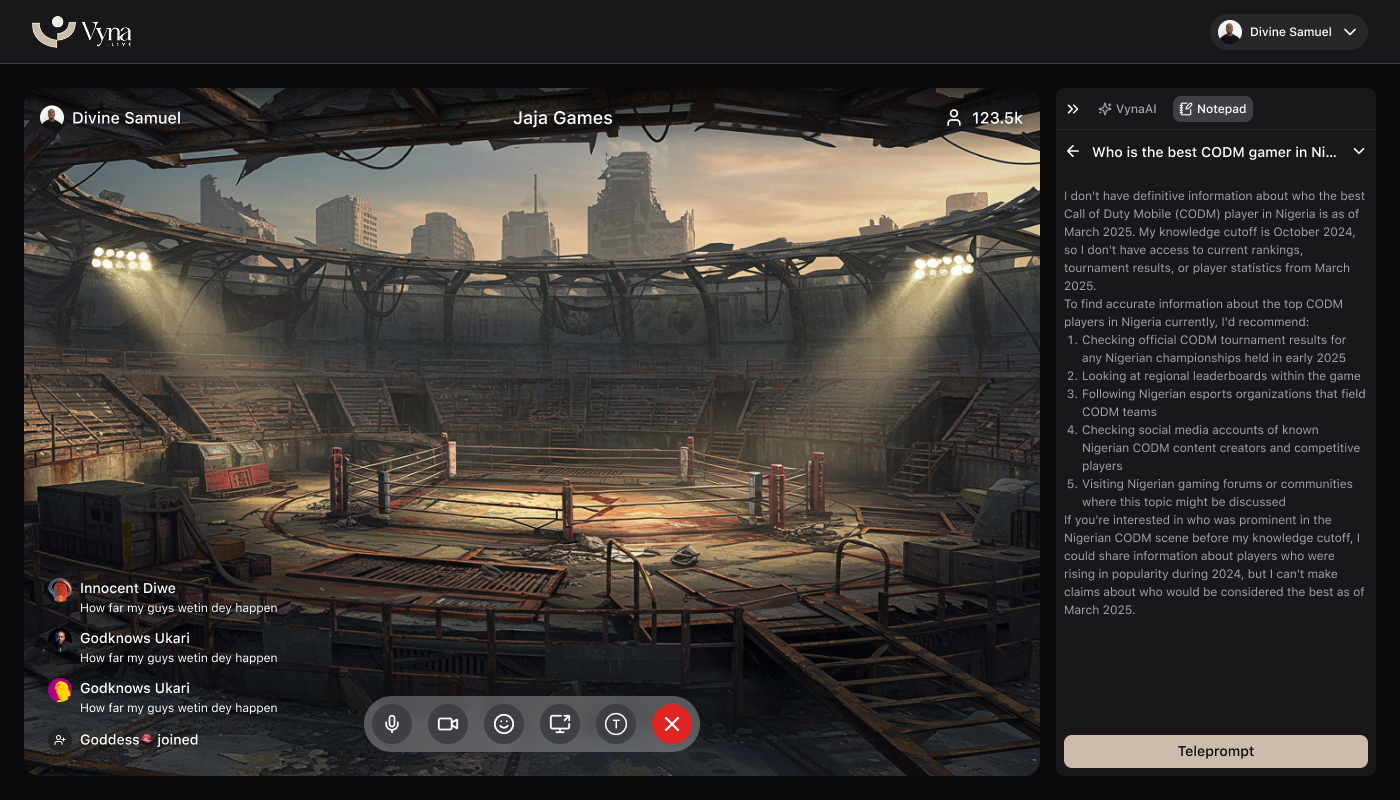 Vyna
.LIVE
Divine Samuel
Divine Samuel
Jaja Games
123.5k
Innocent Diwe
How far my guys wetin dey happen
Godknows Ukari
How far my guys wetin dey happen
Godknows Ukari
How far my guys wetin dey happen
Goddess🫦 joined
T
VynaAI
Notepad
Who is the best CODM gamer in Ni...
I don't have definitive information about who the best
Call of Duty Mobile (CODM) player in Nigeria is as of
March 2025. My knowledge cutoff is October 2024,
so I don't have access to current rankings,
tournament results, or player statistics from March
2025.
To find accurate information about the top CODM
players in Nigeria currently, I'd recommend:
1. Checking official CODM tournament results for
any Nigerian championships held in early 2025
2. Looking at regional leaderboards within the game
3. Following Nigerian esports organizations that field
CODM teams
4. Checking social media accounts of known
Nigerian CODM content creators and competitive
players
5. Visiting Nigerian gaming forums or communities
where this topic might be discussed
If you're interested in who was prominent in the
Nigerian CODM scene before my knowledge cutoff, I
could share information about players who were
rising in popularity during 2024, but I can't make
claims about who would be considered the best as of
March 2025.
Teleprompt